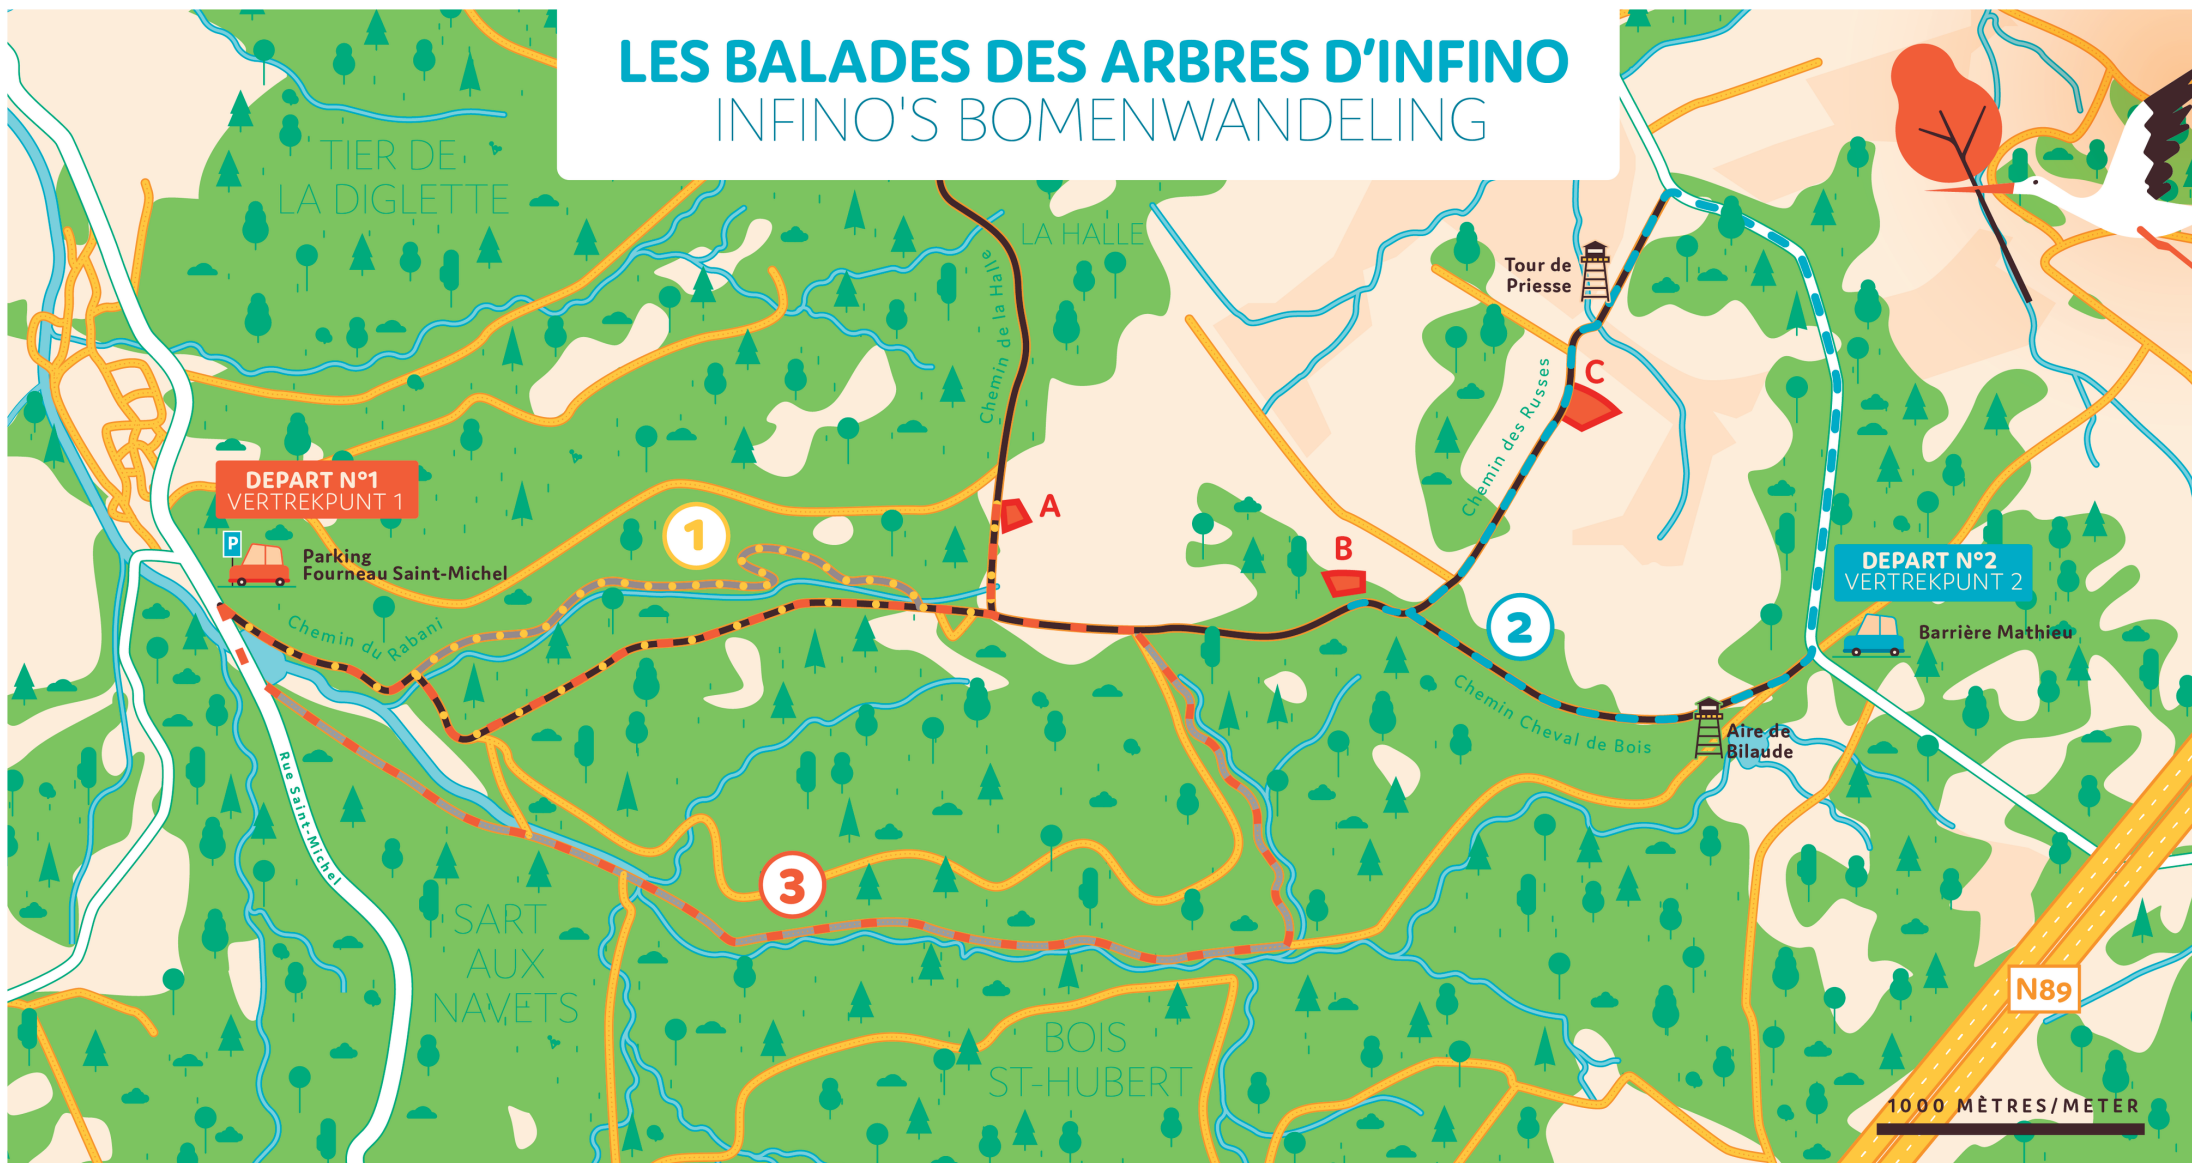 LES BALADES DES ARBRES D'INFINO
INFINO'S BOMENWANDELING
TIER DE
LA DIGLETTE
LA HALLE
Chemin de la Halle
Tour de
Priesse
C
Chemin des Russes
DEPART N°1
VERTREKPUNT 1
A
1
B
P
Parking
Fourneau Saint-Michel
DEPART N°2
VERTREKPUNT 2
Chemin du Rabani
2
Barrière Mathieu
Chemin Cheval de Bois
Aire de
Bilaude
Rue Saint-Michel
3
SART
AUX
NAVETS
N89
BOIS
ST-HUBERT
1000 MÈTRES/METER